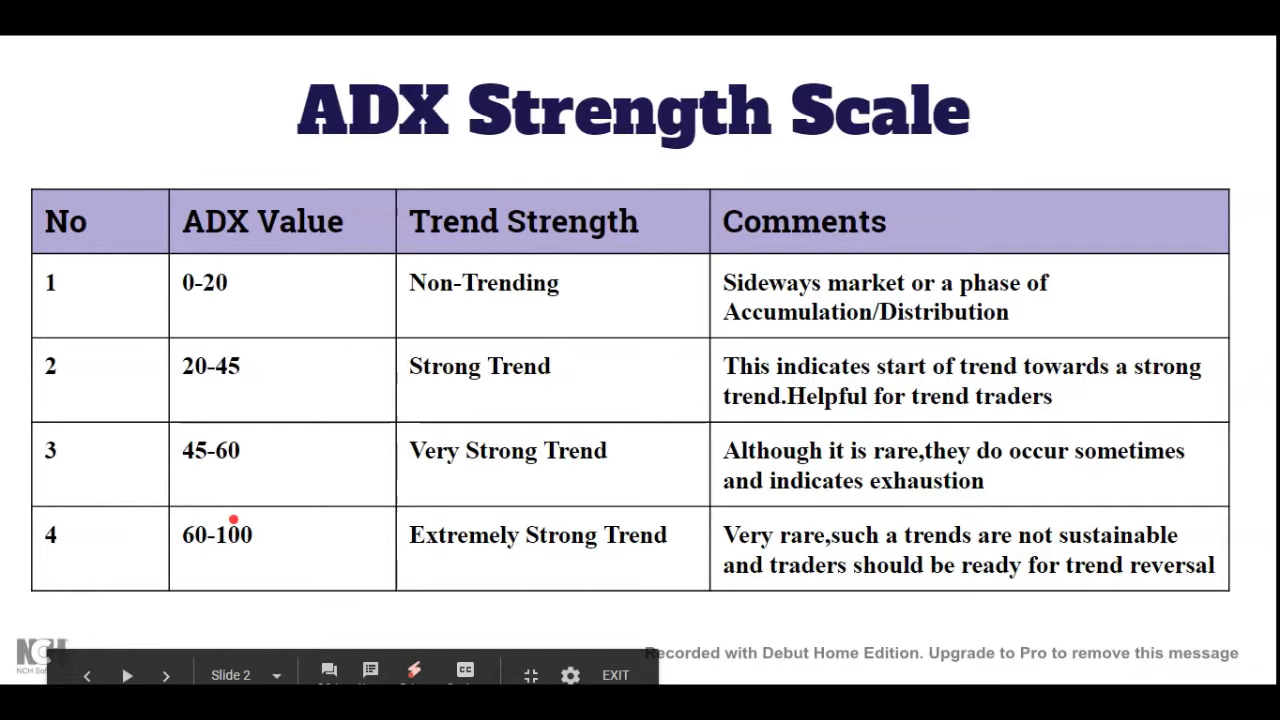 ADX Strength Scale
No ADX Value Trend Strength Comments
1 0-20 Non-Trending Sideways market or a phase of
Accumulation/Distribution
2 20-45 Strong Trend This indicates start of trend towards a strong
trend.Helpful for trend traders
3 45-60 Very Strong Trend Although it is rare,they do occur sometimes
and indicates exhaustion
4 60-100 Extremely Strong Trend Very rare,such a trends are not sustainable
and traders should be ready for trend reversal
NCH
Recorded with Debut Home Edition. Upgrade to Pro to remove this message
Slide 2 CC EXIT